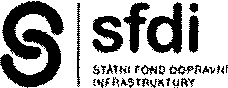 sfdi
STÁTNÍ FOND DOPRAVNÍ
INFRASTRUKTURY